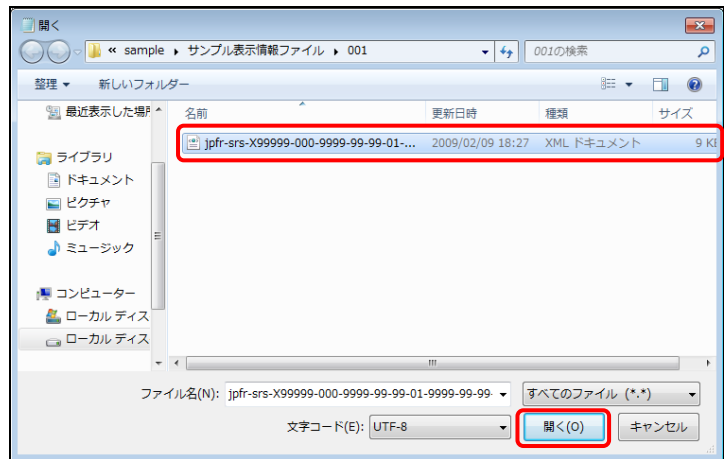 開く
« sample ▸ サンプル表示情報ファイル ▸ 001
001の検索
整理 ▼ 新しいフォルダー
最近表示した場所
名前 更新日時 種類 サイズ
jpfr-srs-X99999-000-9999-99-99-01-... 2009/02/09 18:27 XML ドキュメント 9 KB
ライブラリ
ドキュメント
ピクチャ
ビデオ
ミュージック
コンピューター
ローカル ディス
ローカル ディス
ファイル名(N): jpfr-srs-X99999-000-9999-99-99-01-9999-99-99- すべてのファイル (*.*)
文字コード(E): UTF-8 開く(O) キャンセル